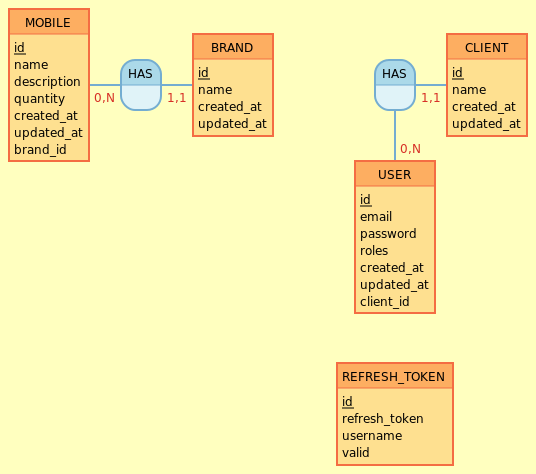 MOBILE
id
name
description
quantity
created_at
updated_at
brand_id
0,N
HAS
1,1
BRAND
id
name
created_at
updated_at
HAS
1,1
0,N
CLIENT
id
name
created_at
updated_at
USER
id
email
password
roles
created_at
updated_at
client_id
REFRESH_TOKEN
id
refresh_token
username
valid